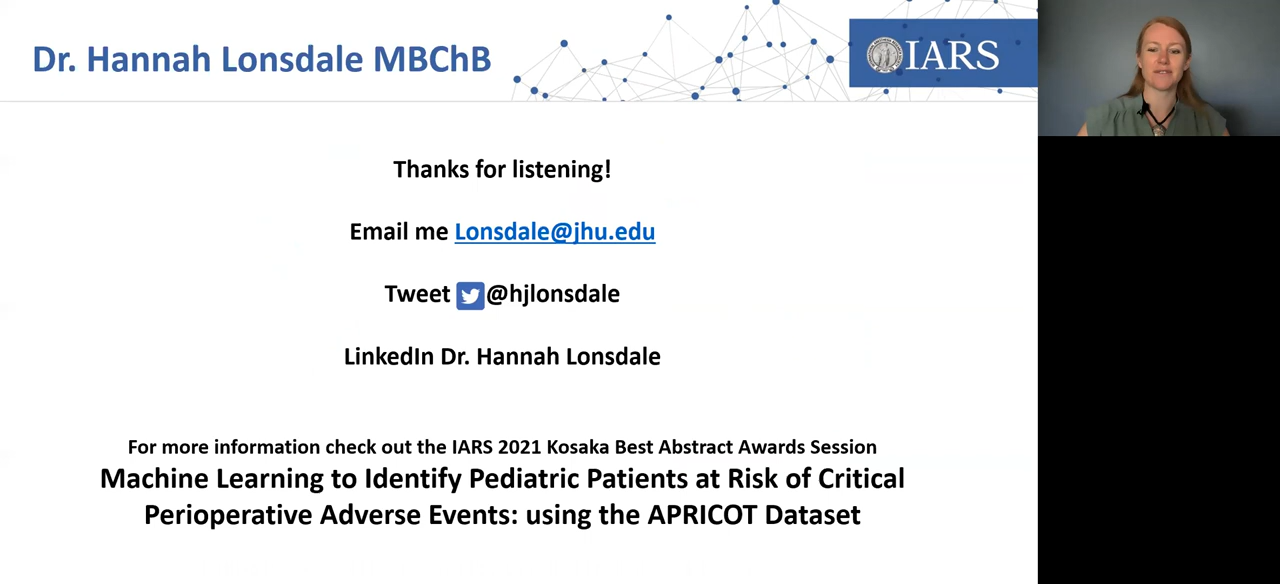 Dr. Hannah Lonsdale MBChB
IARS
Thanks for listening!
Email me Lonsdale@jhu.edu
Tweet @hjlonsdale
LinkedIn Dr. Hannah Lonsdale
For more information check out the IARS 2021 Kosaka Best Abstract Awards Session
Machine Learning to Identify Pediatric Patients at Risk of Critical
Perioperative Adverse Events: using the APRICOT Dataset